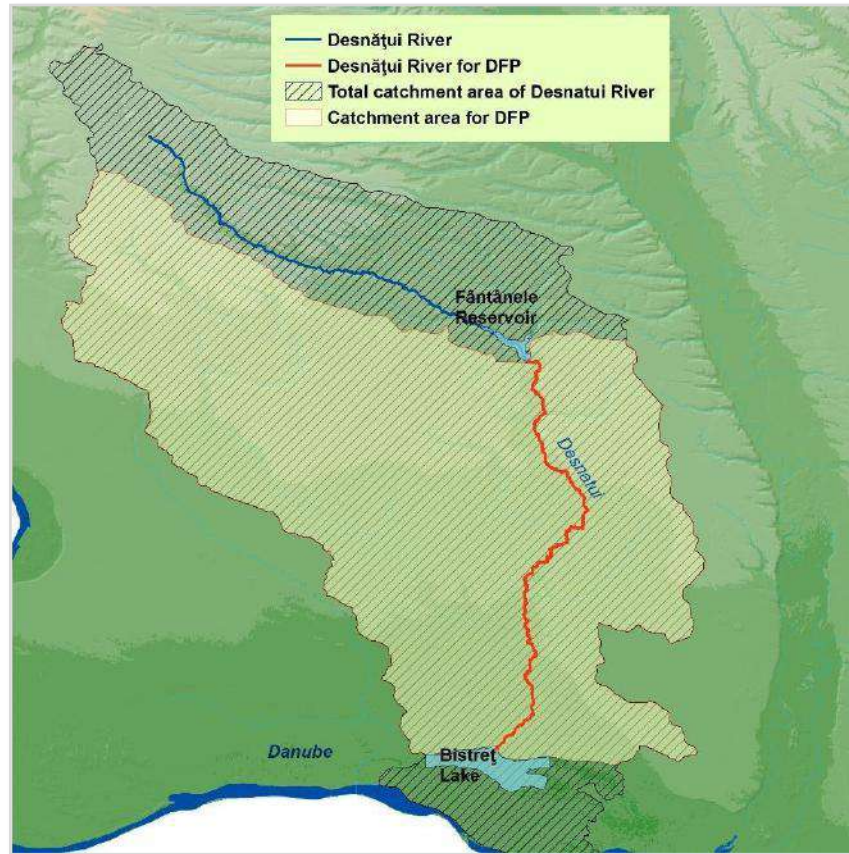 Desnăţui River
Desnăţui River for DFP
Total catchment area of Desnatui River
Catchment area for DFP
Fântânele
Reservoir
Desnatui
Danube
Bistreţ
Lake